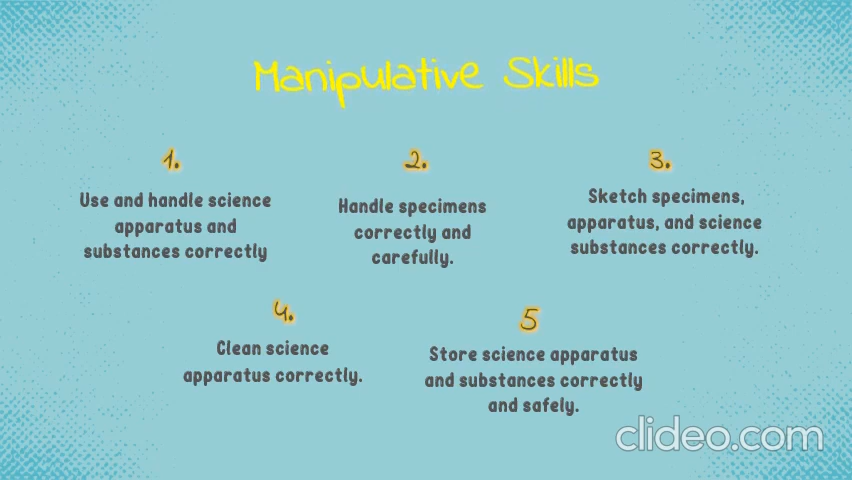 Manipulative Skills
1.
Use and handle science
apparatus and
substances correctly
2.
Handle specimens
correctly and
carefully.
3.
Sketch specimens,
apparatus, and science
substances correctly.
4.
Clean science
apparatus correctly.
5
Store science apparatus
and substances correctly
and safely.
clideo.com